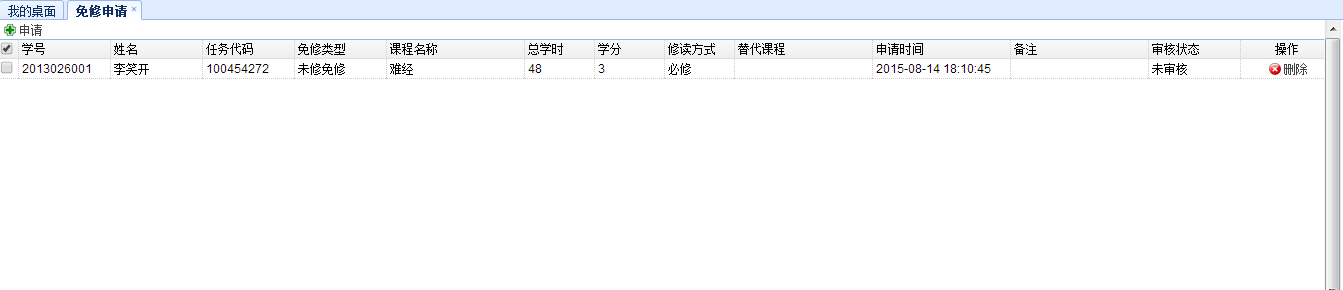 我的桌面 免修申请
申请
学号 姓名 任务代码 免修类型 课程名称 总学时 学分 修读方式 替代课程 申请时间 备注 审核状态 操作
2013026001 李笑开 100454272 未修免修 难经 48 3 必修 2015-08-14 18:10:45 未审核 删除